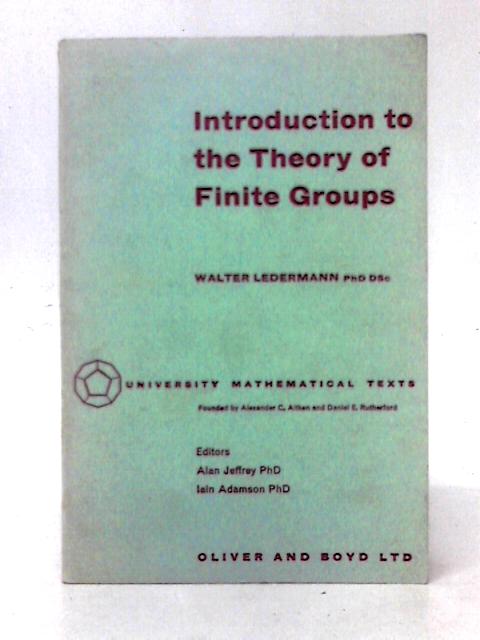 Introduction to
the Theory of
Finite Groups
WALTER LEDERMANN PhD DSc
UNIVERSITY MATHEMATICAL TEXTS
Founded by Alexander C. Aitken and Daniel E. Rutherford
Editors
Alan Jeffrey PhD
Iain Adamson PhD
OLIVER AND BOYD LTD